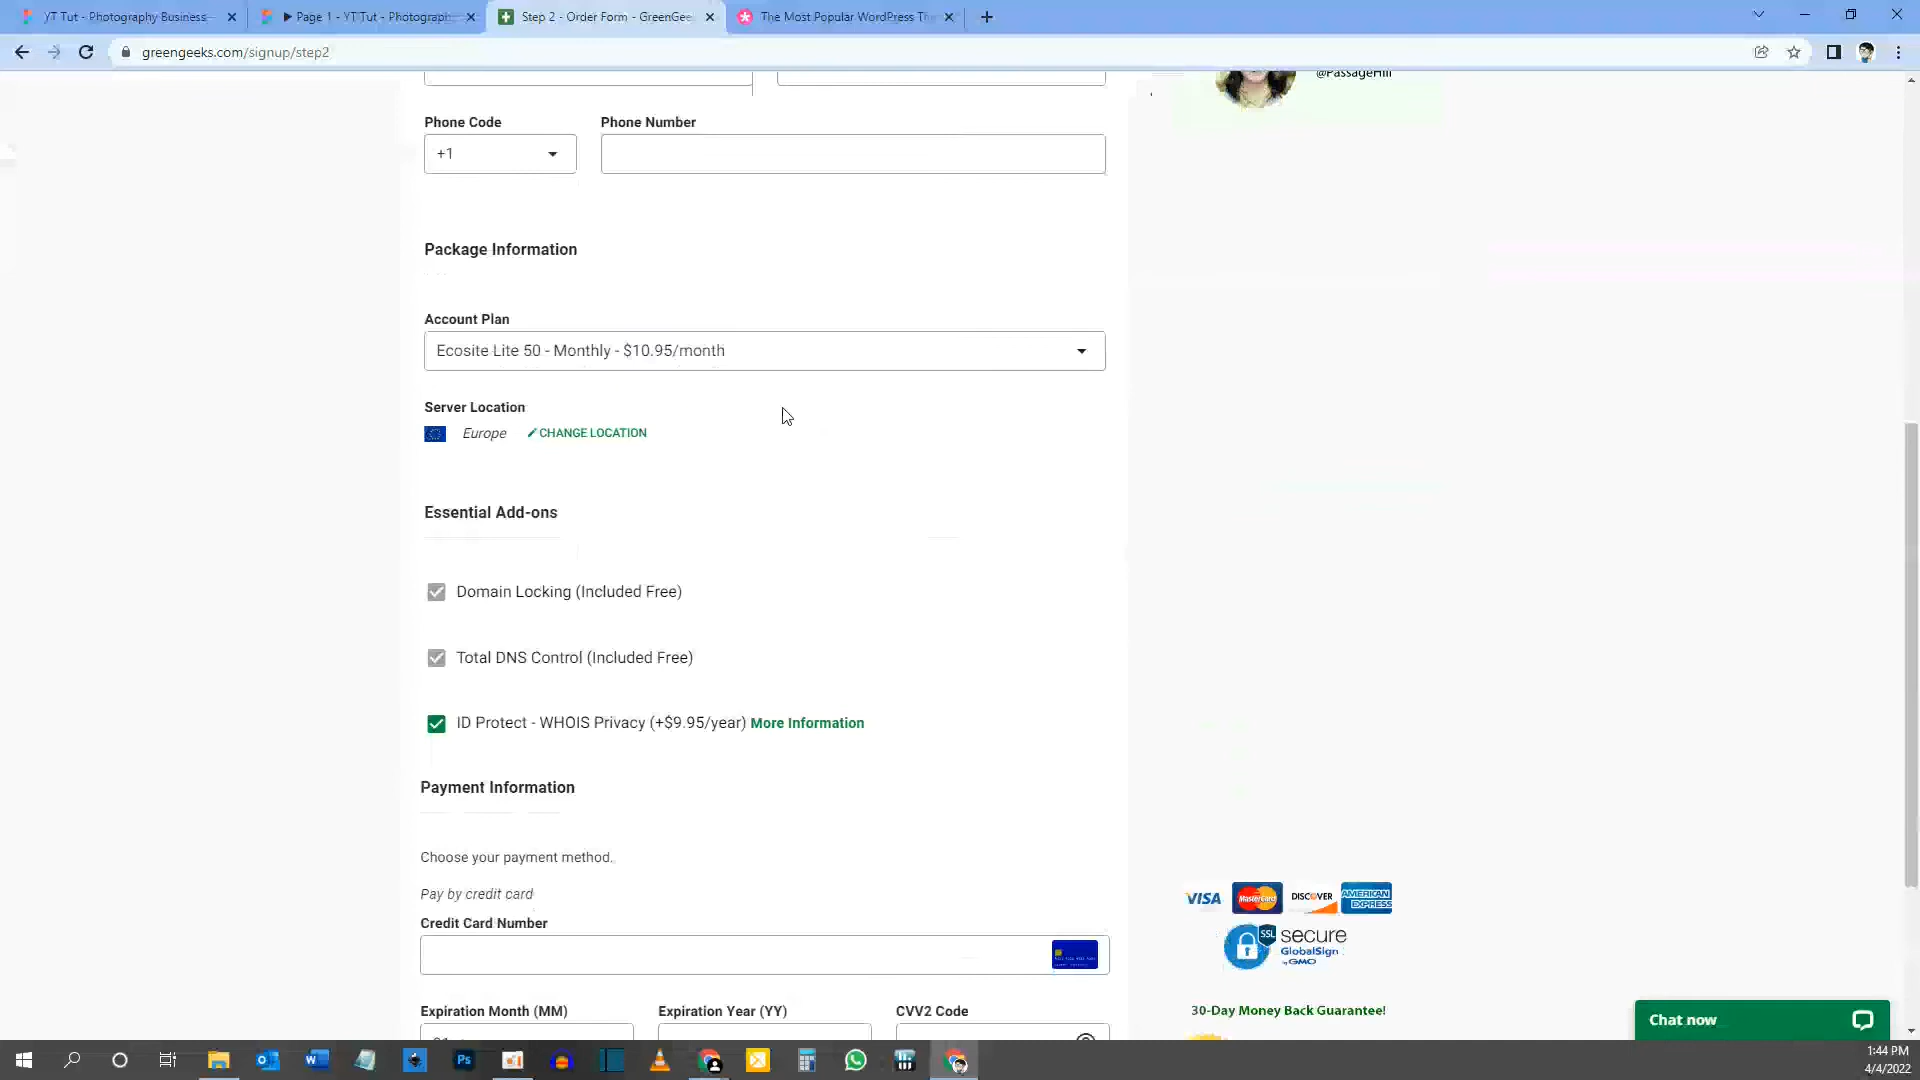 YT Tut - Photography Business
Page 1 - YT Tut - Photograph
Step 2 - Order Form - GreenGee
The Most Popular WordPress Th
greengeeks.com/signup/step2
@PassageHill
Phone Code
Phone Number
+1
Package Information
Account Plan
Ecosite Lite 50 - Monthly - $10.95/month
Server Location
Europe
CHANGE LOCATION
Essential Add-ons
Domain Locking (Included Free)
Total DNS Control (Included Free)
ID Protect - WHOIS Privacy (+$9.95/year) More Information
Payment Information
Choose your payment method.
Pay by credit card
Credit Card Number
VISA
MasterCard
DISCOVER
AMERICAN EXPRESS
SSL
secure
GlobalSign
by GMO
Expiration Month (MM)
Expiration Year (YY)
CVV2 Code
30-Day Money Back Guarantee!
Chat now
Ps
1:44 PM
4/4/2022